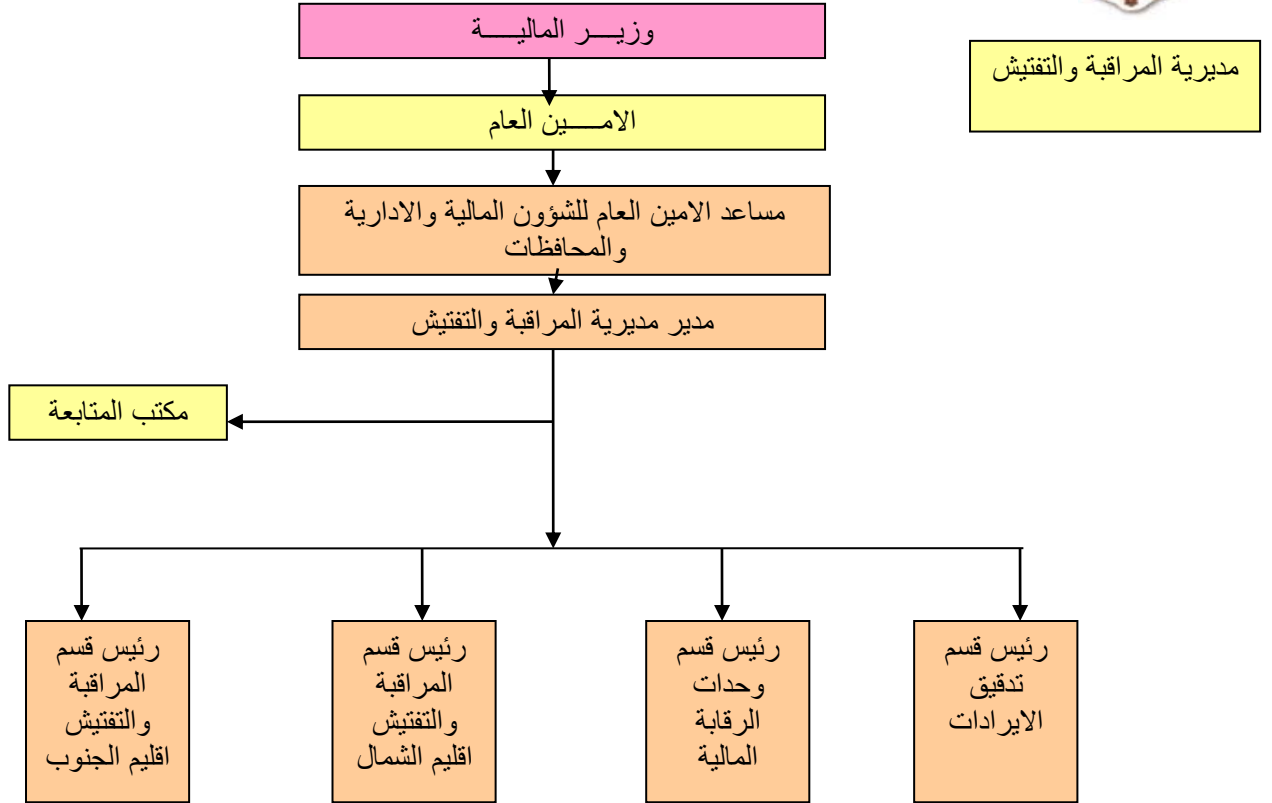 وزيـــر الماليـــــة
مديرية المراقبة والتفتيش
الامـــــين العام
مساعد الامين العام للشؤون المالية والادارية
والمحافظات
مدير مديرية المراقبة والتفتيش
مكتب المتابعة
رئيس قسم
تدقيق
الايرادات
رئيس قسم
وحدات
الرقابة
المالية
رئيس قسم
المراقبة
والتفتيش
اقليم الشمال
رئيس قسم
المراقبة
والتفتيش
اقليم الجنوب